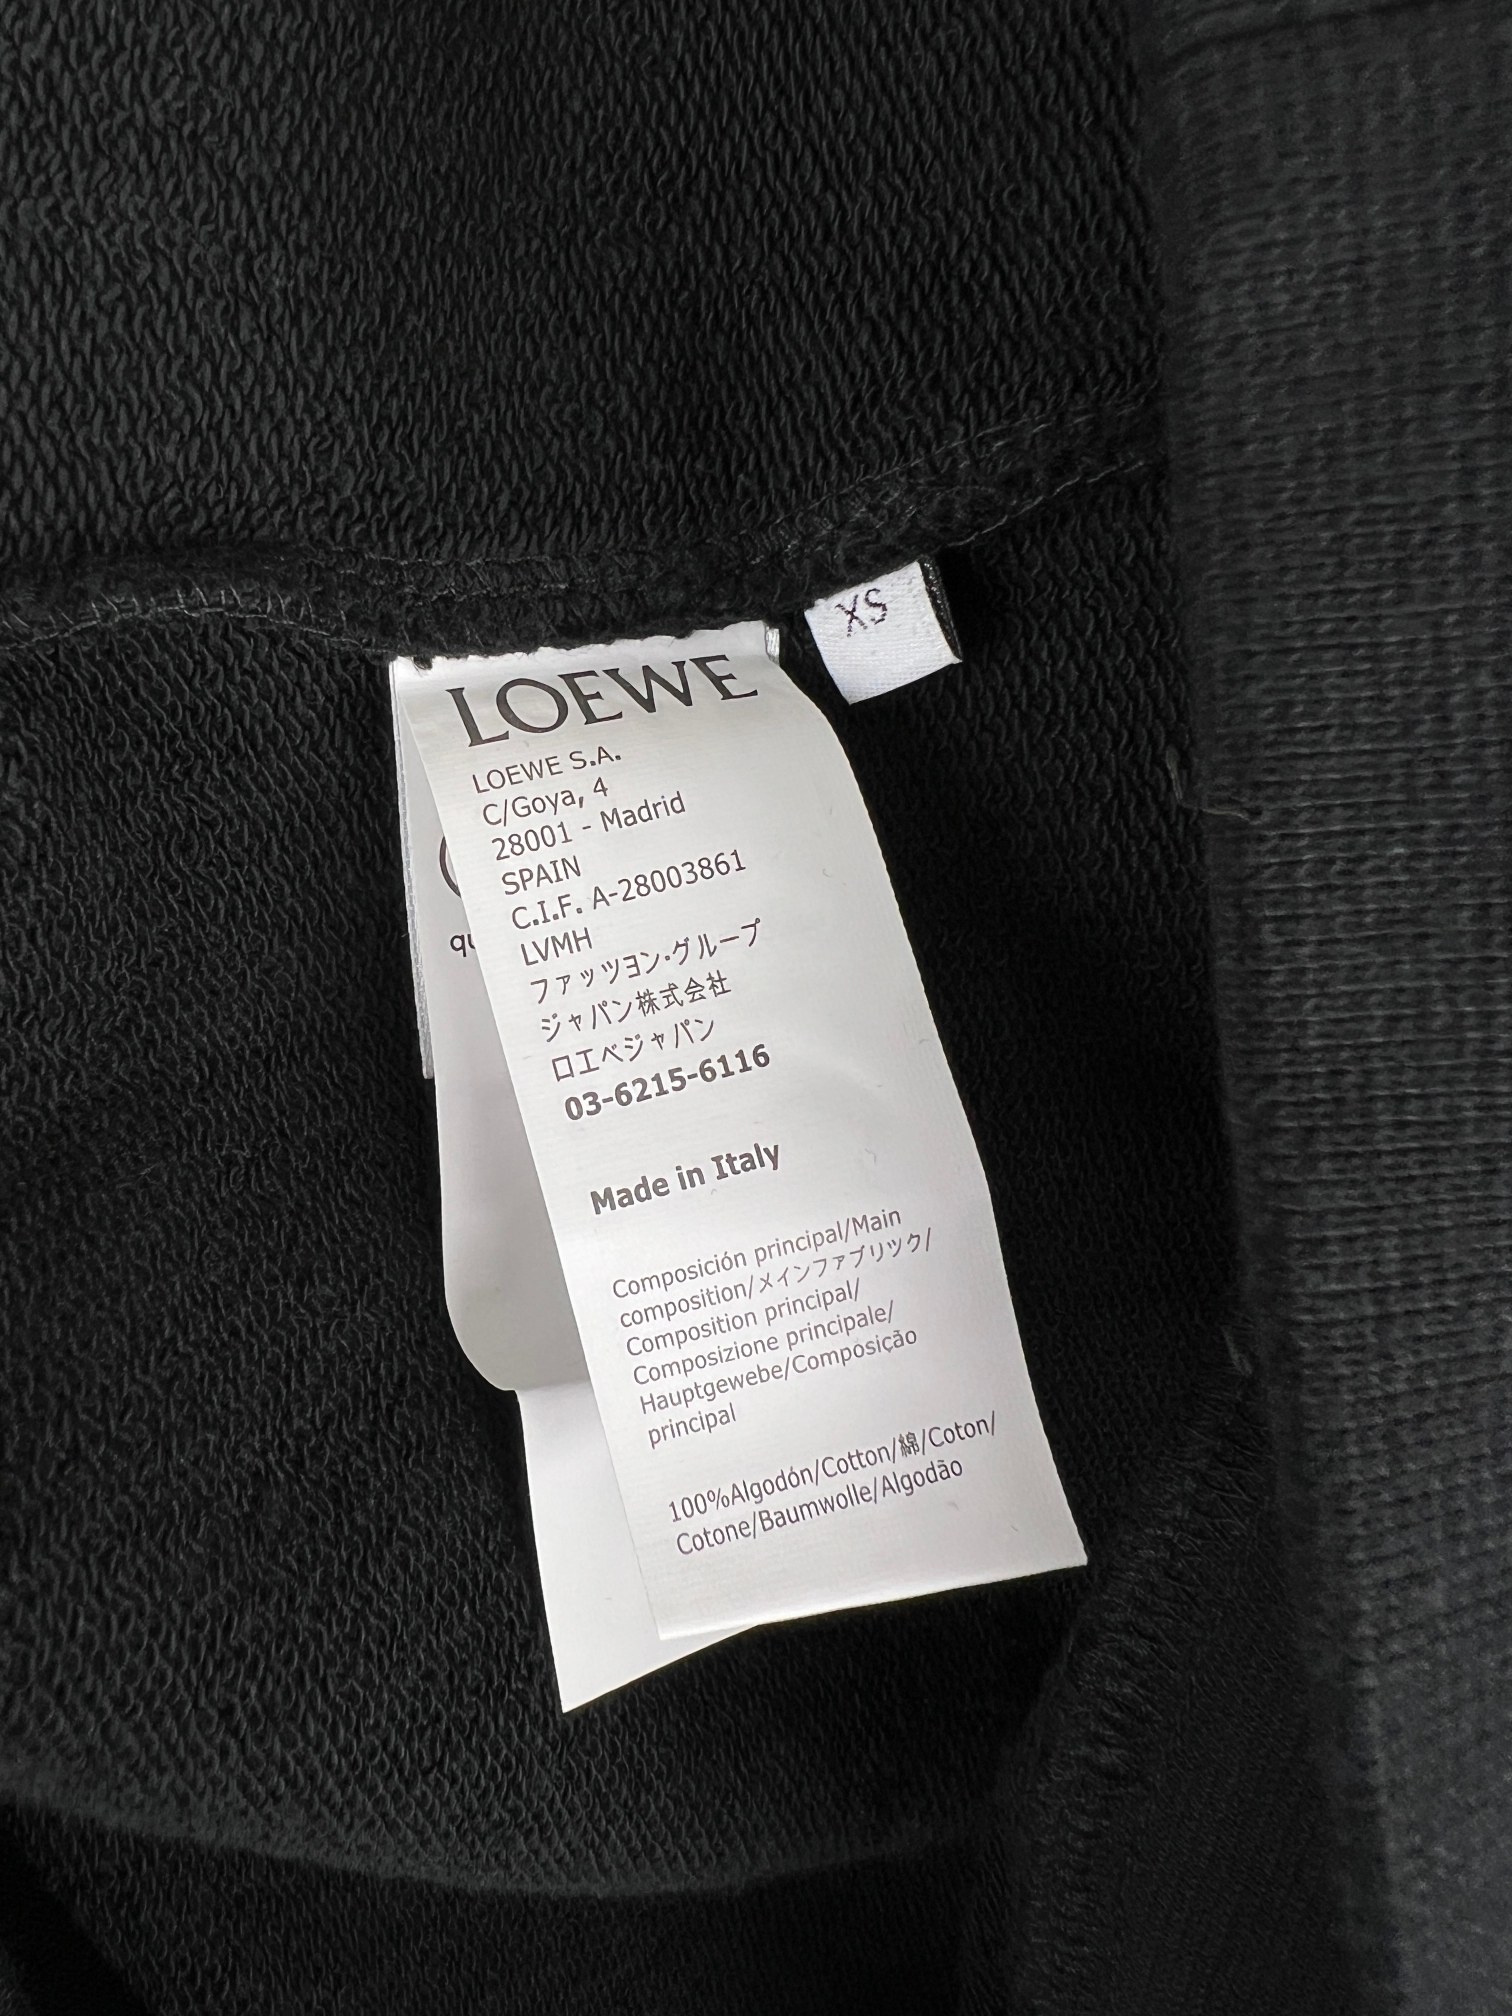 XS
LOEWE
LOEWE S.A.
C/Goya, 4
28001 - Madrid
SPAIN
C.I.F. A-28003861
LVMH
ファッツヨン·グループ
ジャパン株式会社
ロエベジャパン
03-6215-6116
Made in Italy
Composición principal/Main
composition/メインファブリツク/
Composition principal/
Composizione principale/
Hauptgewebe/Composição
principal
100%Algodón/Cotton/綿/Coton/
Cotone/Baumwolle/Algodão